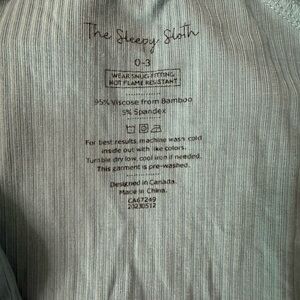 The Sleepy Sloth
0-3
WEAR SNUG FITTING
NOT FLAME RESISTANT
95% Viscose from Bamboo
5% Spandex
For best results, machine wash cold
inside out with like colors.
Tumble dry low, cool iron if needed.
This garment is pre-washed.
Designed in Canada.
Made in China.
CA67249
20230512